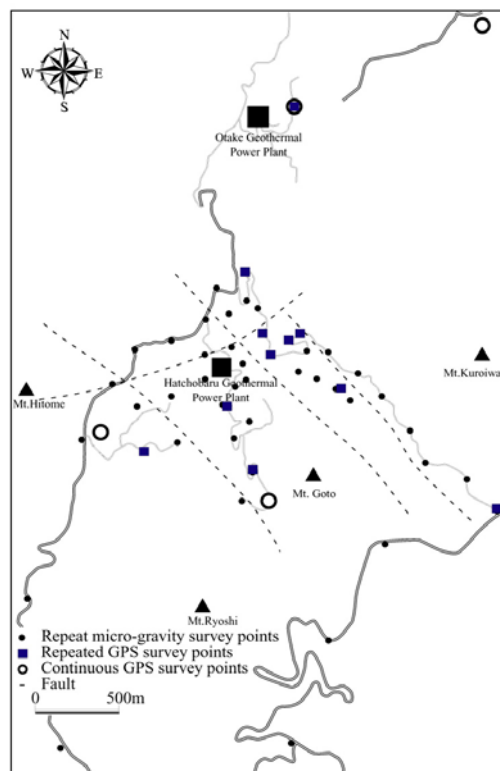 N
W E
S
Otake Geothermal
Power Plant
Mt.Kuroiwa
Hatchobaru Geothermal
Power Plant
Mt.Hitome
Mt. Goto
Mt.Ryoshi
Repeat micro-gravity survey points
Repeated GPS survey points
Continuous GPS survey points
Fault
0 500m